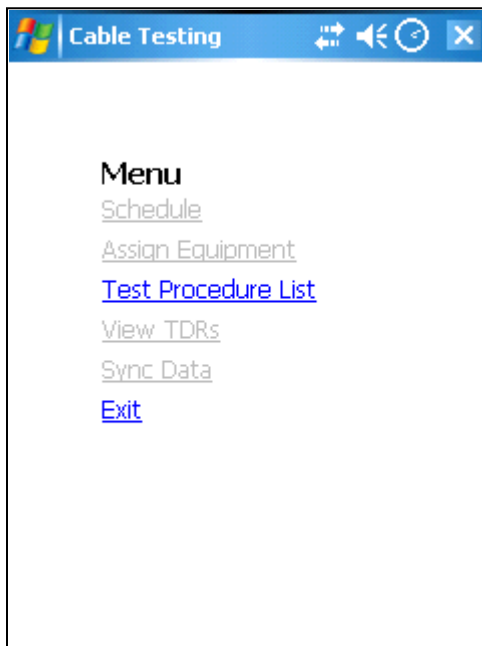 Cable Testing
Menu
Schedule
Assign Equipment
Test Procedure List
View TDRs
Sync Data
Exit